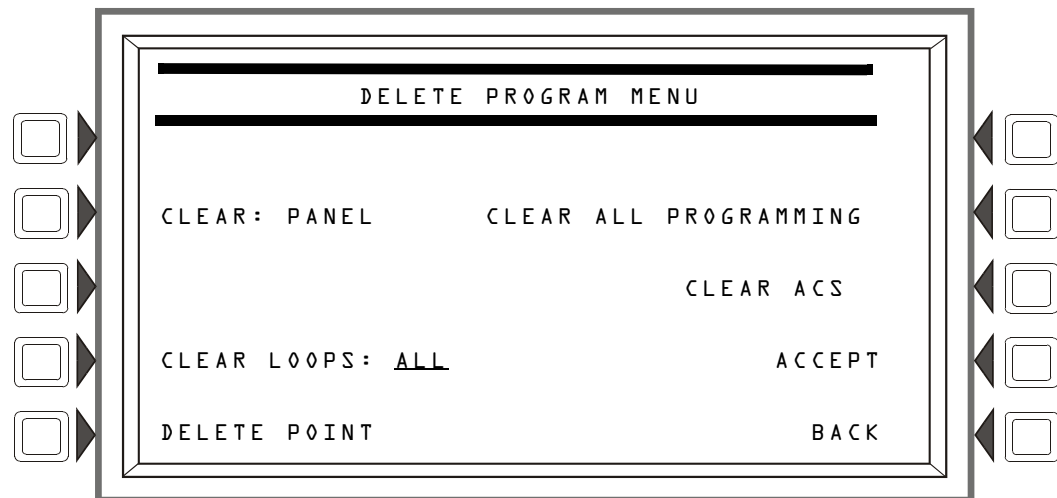 DELETE PROGRAM MENU
CLEAR: PANEL CLEAR ALL PROGRAMMING
CLEAR ACS
CLEAR LOOPS: ALL ACCEPT
DELETE POINT BACK